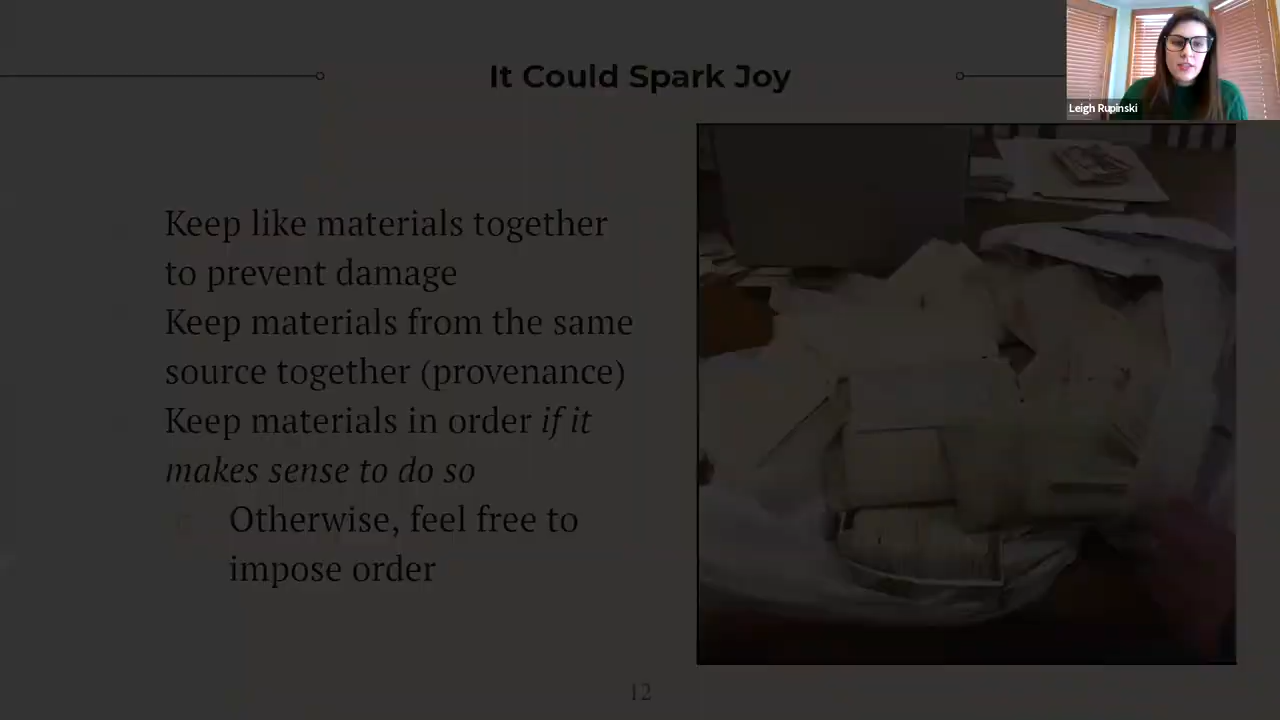 It Could Spark Joy
Leigh Rupinski
Keep like materials together
to prevent damage
Keep materials from the same
source together (provenance)
Keep materials in order if it
makes sense to do so
Otherwise, feel free to
impose order
12